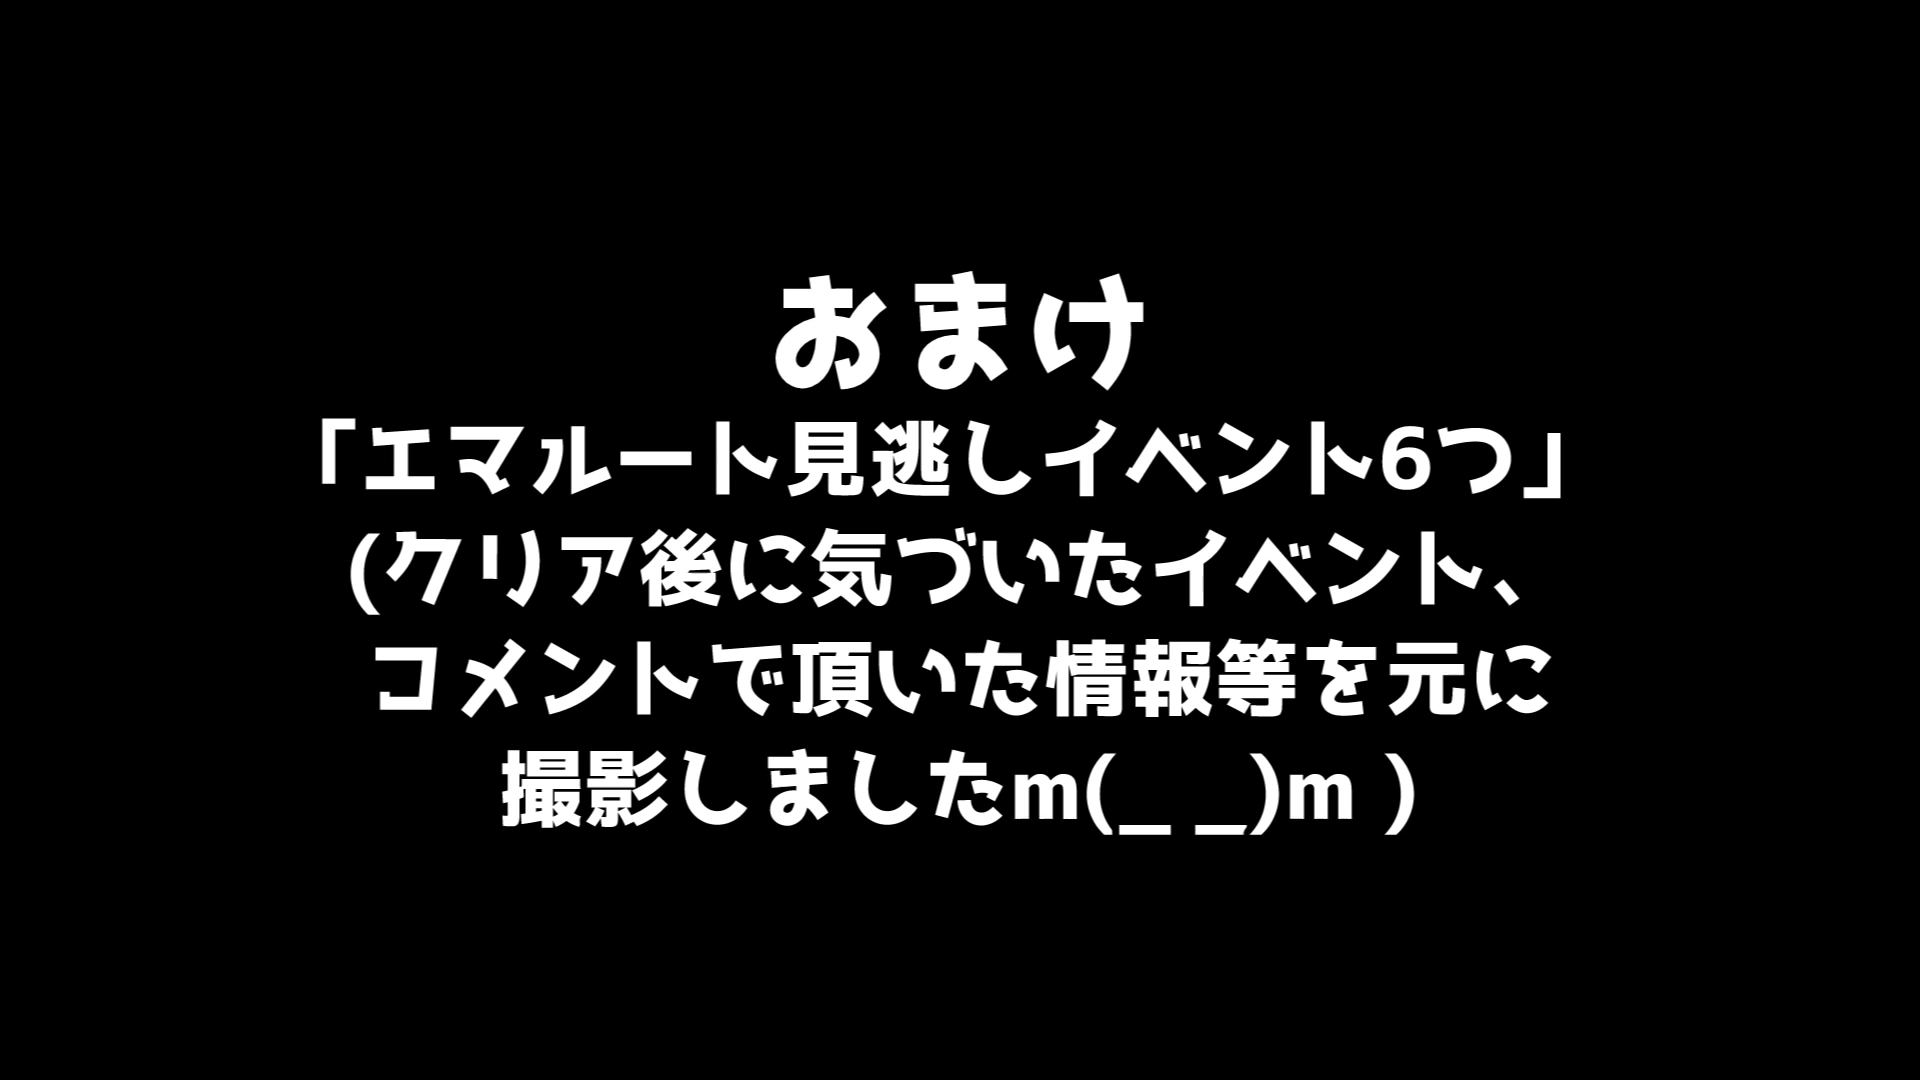 おまけ
「エマルート見逃しイベント6つ」
(クリア後に気づいたイベント、
コメントで頂いた情報等を元に
撮影しましたm(_ _)m )